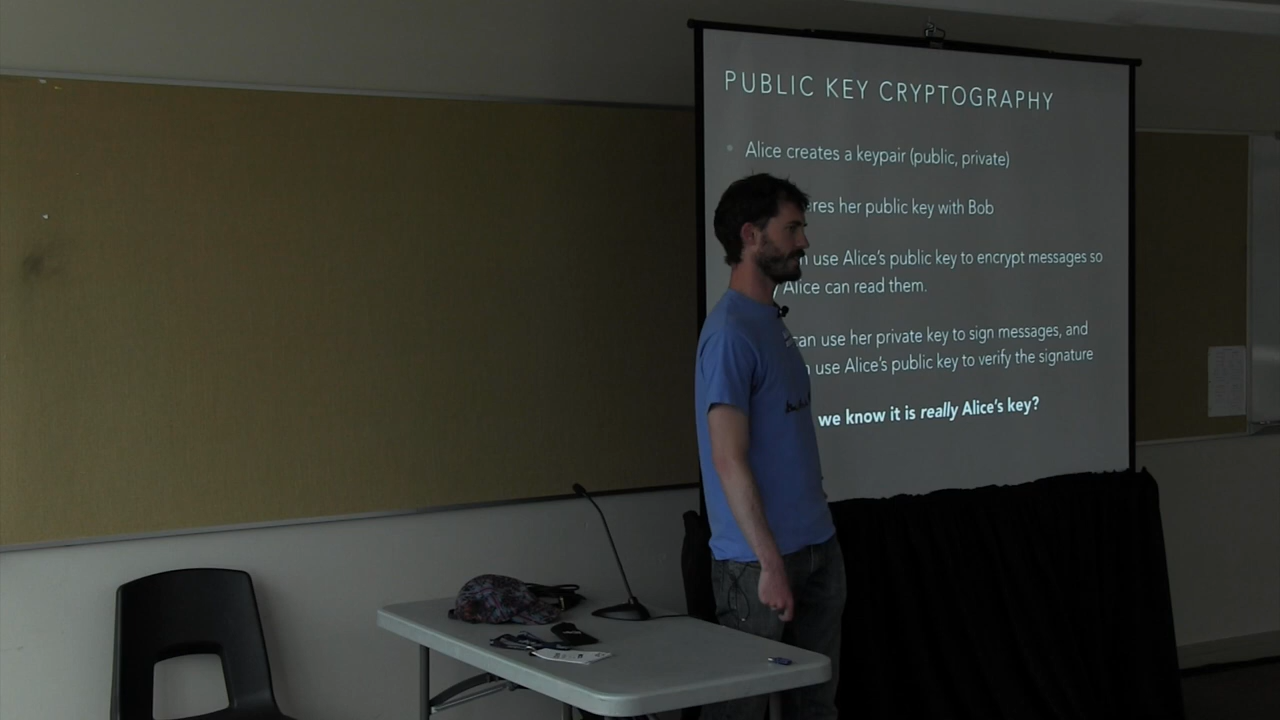 PUBLIC KEY CRYPTOGRAPHY
Alice creates a keypair (public, private)
her public key with Bob
use Alice's public key to encrypt messages so
Alice can read them.
can use her private key to sign messages, and
use Alice's public key to verify the signature
we know it is really Alice's key?